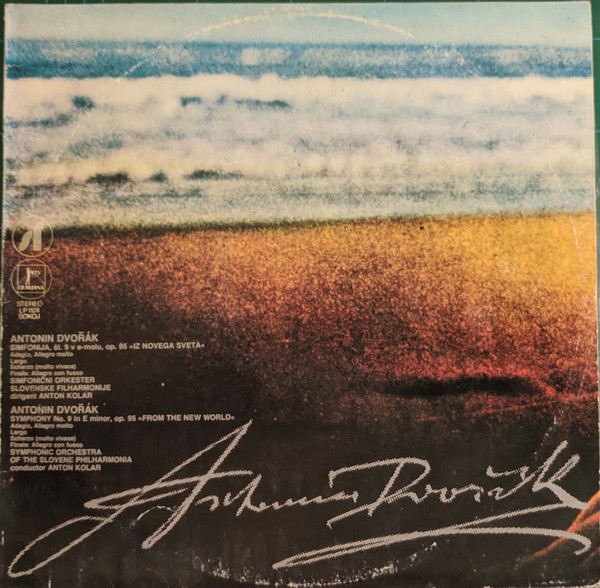 STEREO
SOKOJ
ANTONIN DVOŘÁK
SIMFONIJA, št. 9 v e-molu, op. 95 »IZ NOVEGA SVETA«
Adagio, Allegro molto
Largo
Scherzo (molto vivace)
Finale: Allegro con fuoco
SIMFONIČNI ORKESTER
SLOVENSKE FILHARMONIJE
dirigent ANTON KOLAR
ANTONIN DVOŘÁK
SYMPHONY No. 9 in E minor, op. 95 »FROM THE NEW WORLD«
Adagio, Allegro molto
Largo
Scherzo (molto vivace)
Finale: Allegro con fuoco
SYMPHONIC ORCHESTRA
OF THE SLOVENE PHILHARMONIA
conductor ANTON KOLAR
Antonin Dvořák